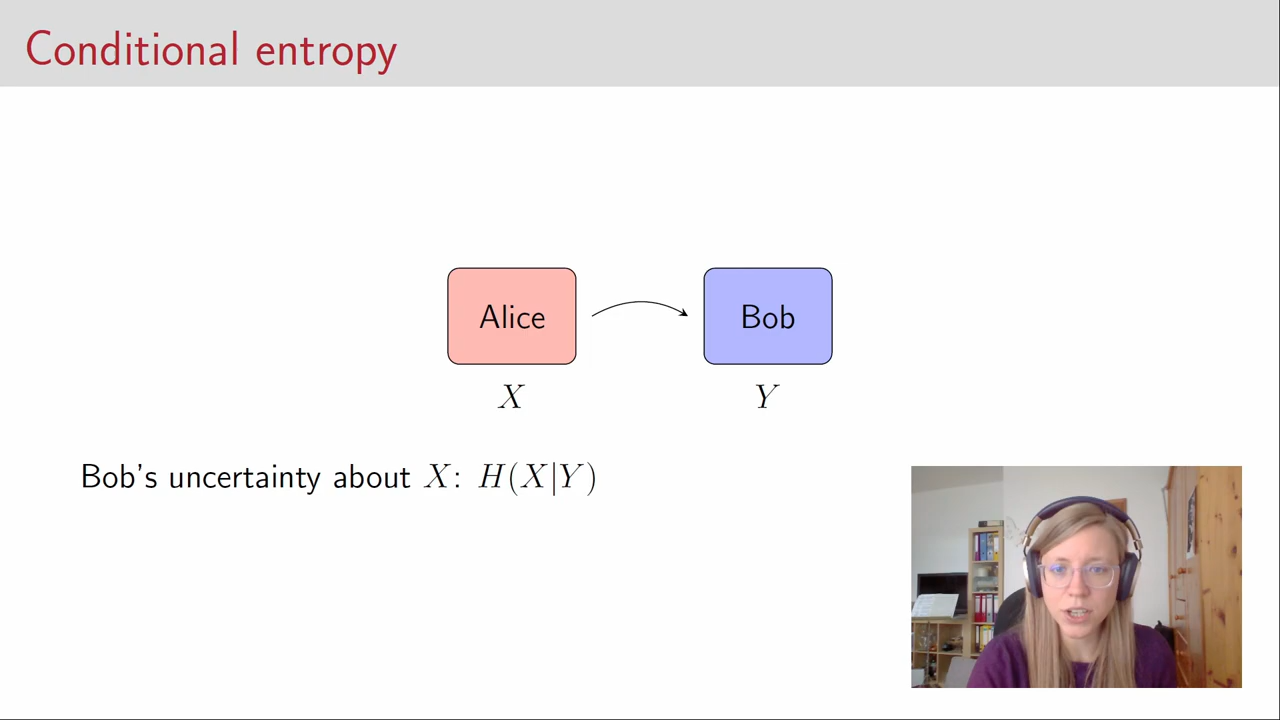 Conditional entropy
Alice
Bob
X
Y
Bob's uncertainty about X: H(X|Y)